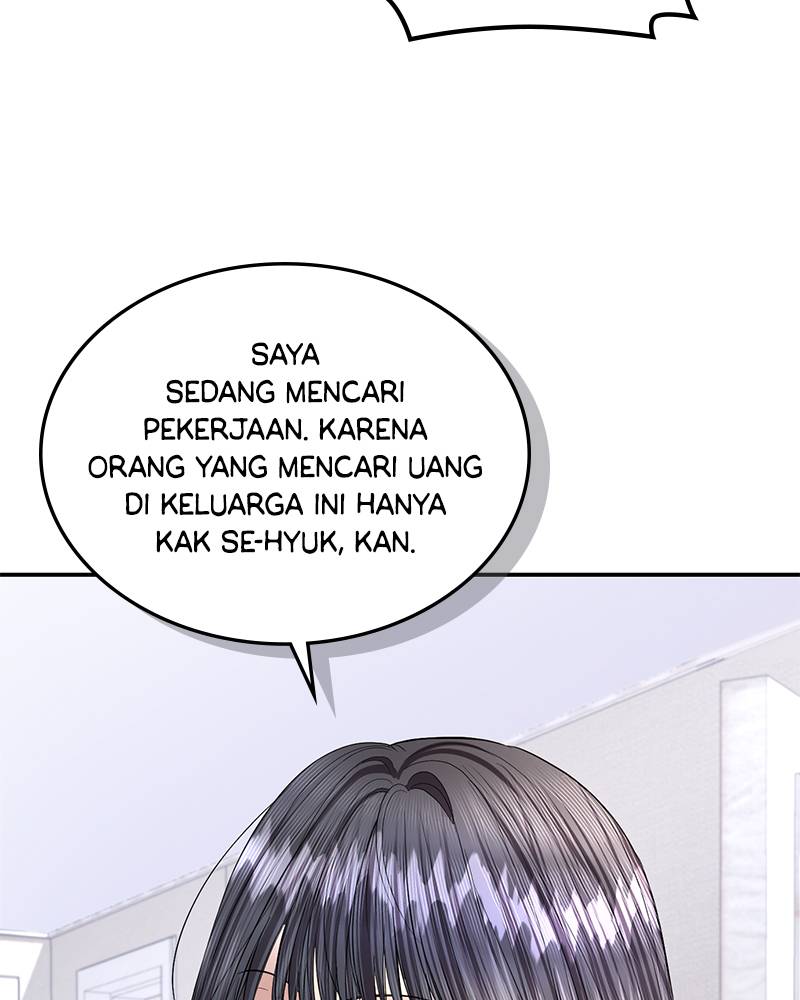 SAYA
SEDANG MENCARI
PEKERJAAN. KARENA
ORANG YANG MENCARI UANG
DI KELUARGA INI HANYA
KAK SE-HYUK, KAN.